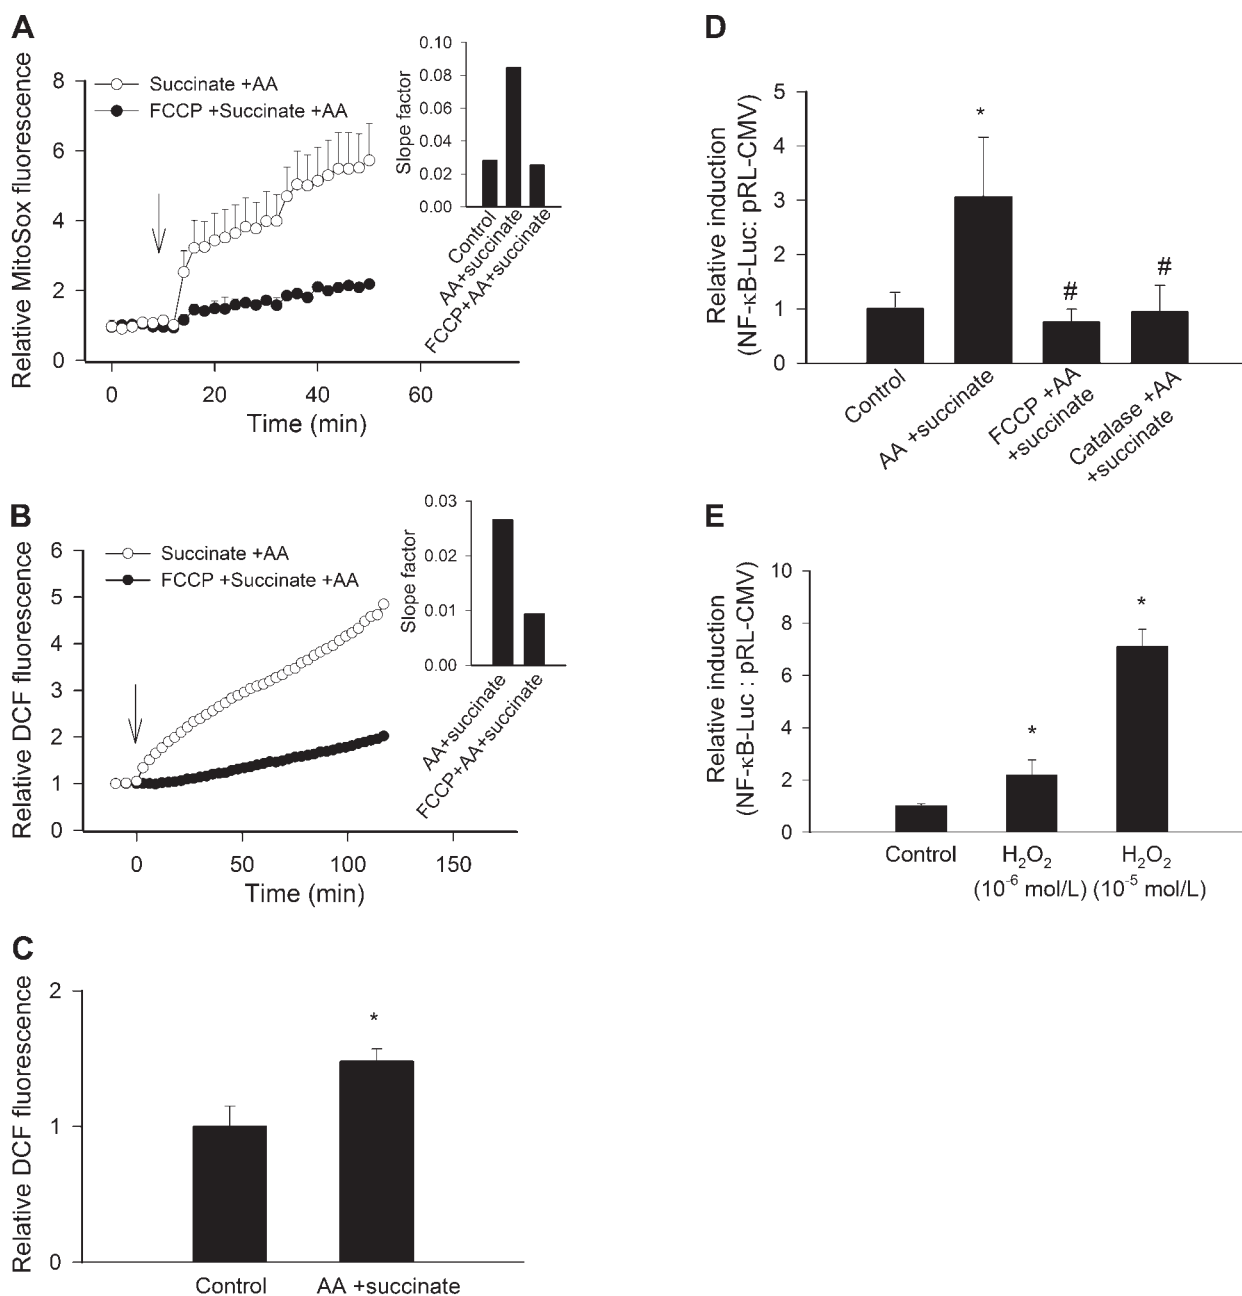 A
Relative MitoSox fluorescence
8
6
4
2
0
Succinate +AA
FCCP +Succinate +AA
0
20
40
60
Time (min)
Slope factor
0.10
0.08
0.06
0.04
0.02
0.00
Control
AA+succinate
FCCP+AA+succinate
B
Relative DCF fluorescence
6
5
4
3
2
1
0
Succinate +AA
FCCP +Succinate +AA
0
50
100
150
Time (min)
Slope factor
0.03
0.02
0.01
0.00
AA+succinate
FCCP+AA+succinate
C
Relative DCF fluorescence
2
1
0
*
Control
AA +succinate
D
Relative induction
(NF-κB-Luc: pRL-CMV)
5
4
3
2
1
0
*
#
#
Control
AA +succinate
FCCP +AA
+succinate
Catalase +AA
+succinate
E
Relative induction
(NF-κB-Luc : pRL-CMV)
10
8
6
4
2
0
*
*
Control
H₂O₂
(10⁻⁶ mol/L)
H₂O₂
(10⁻⁵ mol/L)